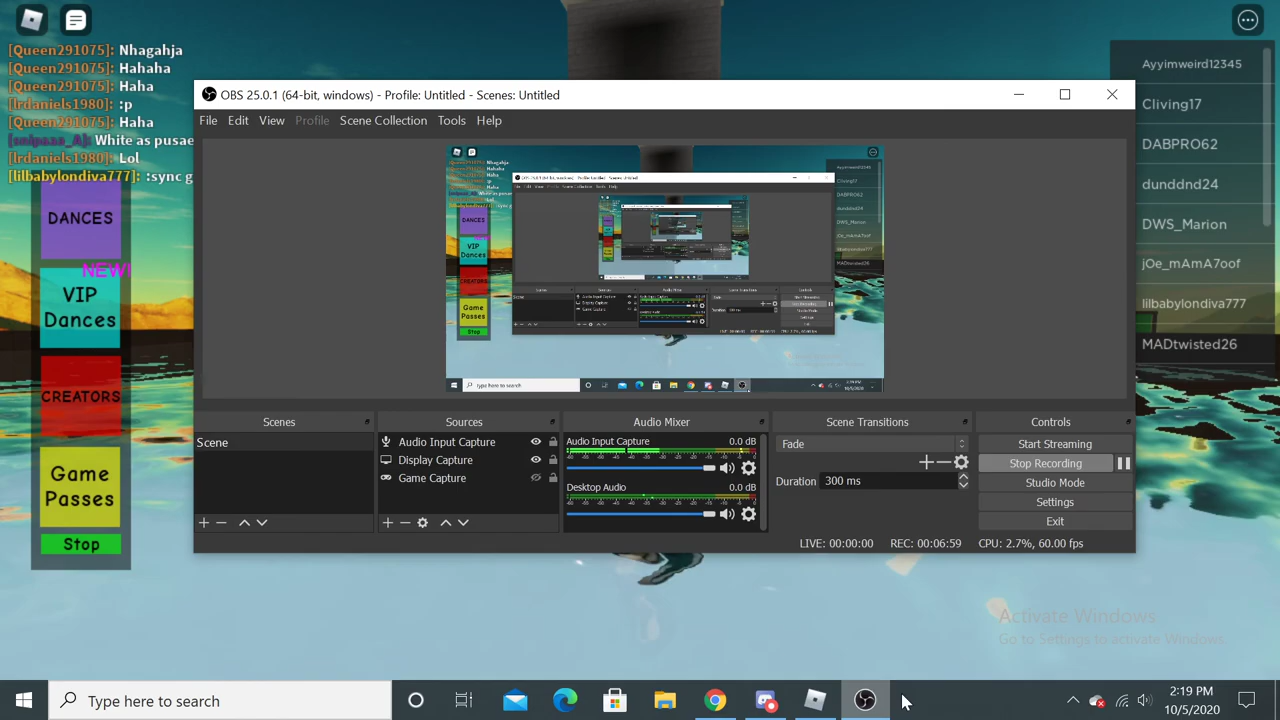 [Queen291075]: Nhagahja
[Queen291075]: Hahaha
[Queen291075]: Haha
[lrdaniels1980]: :p
[Queen291075]: Haha
White as pusae
[lrdaniels1980]: Lol
[lilbabylondiva777]: :sync g
DANCES
NEW!
VIP
Dances
CREATORS
Game
Passes
Stop
OBS 25.0.1 (64-bit, windows) - Profile: Untitled - Scenes: Untitled
File Edit View Profile Scene Collection Tools Help
Scenes
Scene
Sources
Audio Input Capture
Display Capture
Game Capture
Audio Mixer
Audio Input Capture 0.0 dB
Desktop Audio 0.0 dB
Scene Transitions
Fade
Duration 300 ms
Controls
Start Streaming
Stop Recording
Studio Mode
Settings
Exit
LIVE: 00:00:00 REC: 00:06:59 CPU: 2.7%, 60.00 fps
Ayyimweird12345
Cliving17
DABPRO62
dundidnt24
DWS_Marion
jOe_mAmA7oof
lilbabylondiva777
MADtwisted26
Activate Windows
Go to Settings to activate Windows.
Type here to search
2:19 PM
10/5/2020